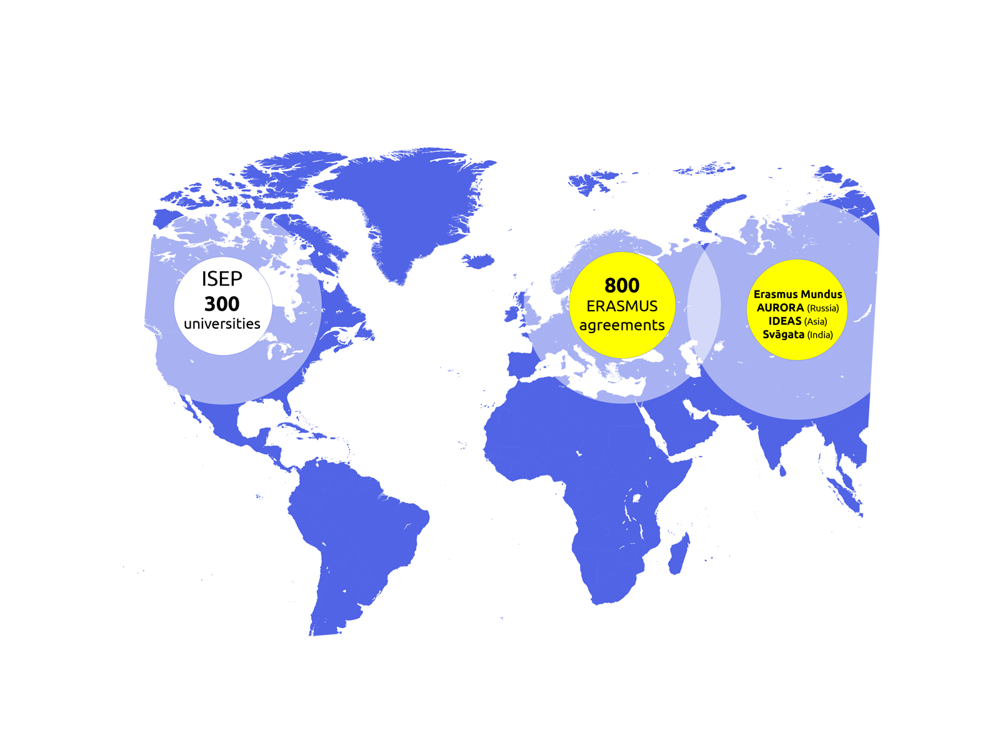 ISEP
300
universities
800
ERASMUS
agreements
Erasmus Mundus
AURORA (Russia)
IDEAS (Asia)
Svāgata (India)